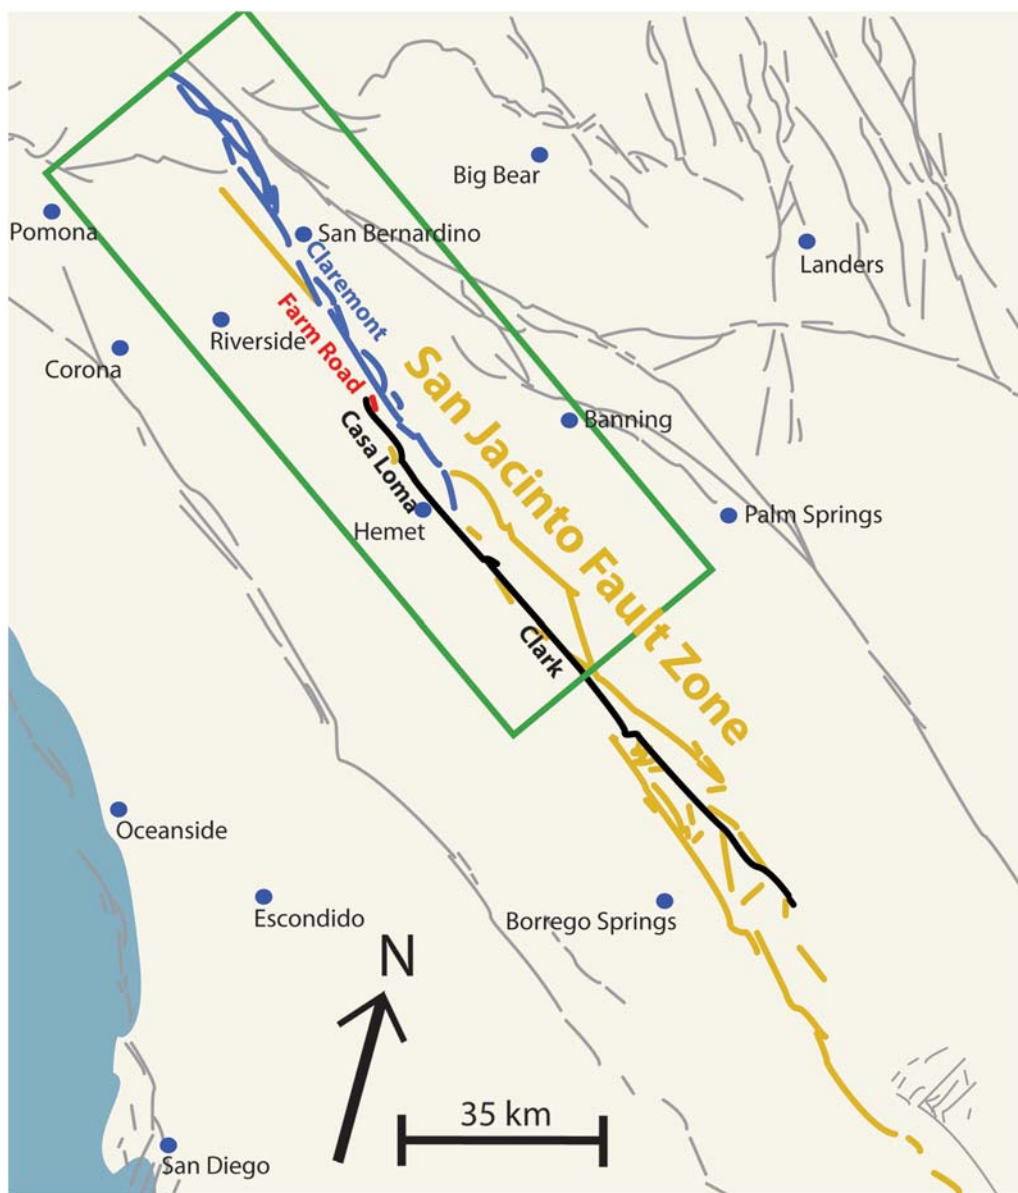 Big Bear
Pomona
San Bernardino
Landers
Claremont
Farm Road
Riverside
Corona
San Jacinto Fault Zone
Banning
Casa Loma
Hemet
Palm Springs
Clark
Oceanside
Escondido
Borrego Springs
N
35 km
San Diego